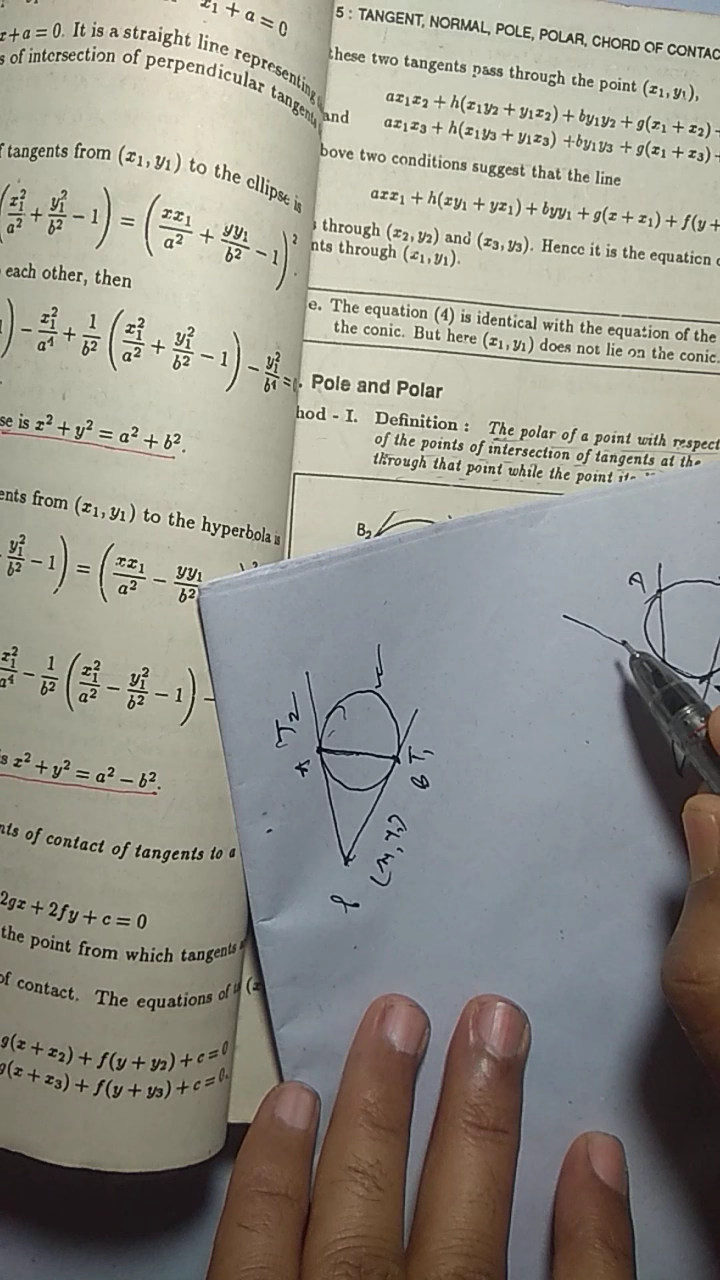 x₁ + a = 0
x + a = 0. It is a straight line representing
s of intersection of perpendicular tangents
f tangents from (x₁, y₁) to the ellipse is
(x₁²/a² + y₁²/b² − 1) = (xx₁/a² + yy₁/b² − 1)².
each other, then
) − x₁²/a⁴ + 1/b² (x₁²/a² + y₁²/b² − 1) − y₁²/b⁴ = 0.
se is x² + y² = a² + b².
ents from (x₁, y₁) to the hyperbola is
y₁²/b² − 1) = (xx₁/a² − yy₁/b²
x₁²/a⁴ − 1/b² (x₁²/a² − y₁²/b² − 1) −
is x² + y² = a² − b².
nts of contact of tangents to a
2gx + 2fy + c = 0
the point from which tangents
of contact. The equations of
g(x + x₂) + f(y + y₂) + c = 0
g(x + x₃) + f(y + y₃) + c = 0.
5 : TANGENT, NORMAL, POLE, POLAR, CHORD OF CONTAC
these two tangents pass through the point (x₁, y₁),
ax₁x₂ + h(x₁y₂ + y₁x₂) + by₁y₂ + g(x₁ + x₂)
and ax₁x₃ + h(x₁y₃ + y₁x₃) + by₁y₃ + g(x₁ + x₃)
bove two conditions suggest that the line
axx₁ + h(xy₁ + yx₁) + byy₁ + g(x + x₁) + f(y +
s through (x₂, y₂) and (x₃, y₃). Hence it is the equation
nts through (x₁, y₁).
e. The equation (4) is identical with the equation of the
the conic. But here (x₁, y₁) does not lie on the conic.
Pole and Polar
hod - I. Definition : The polar of a point with respect
of the points of intersection of tangents at the
through that point while the point
B₂
T₂
A
B T₁
P (x₁, y₁)
A